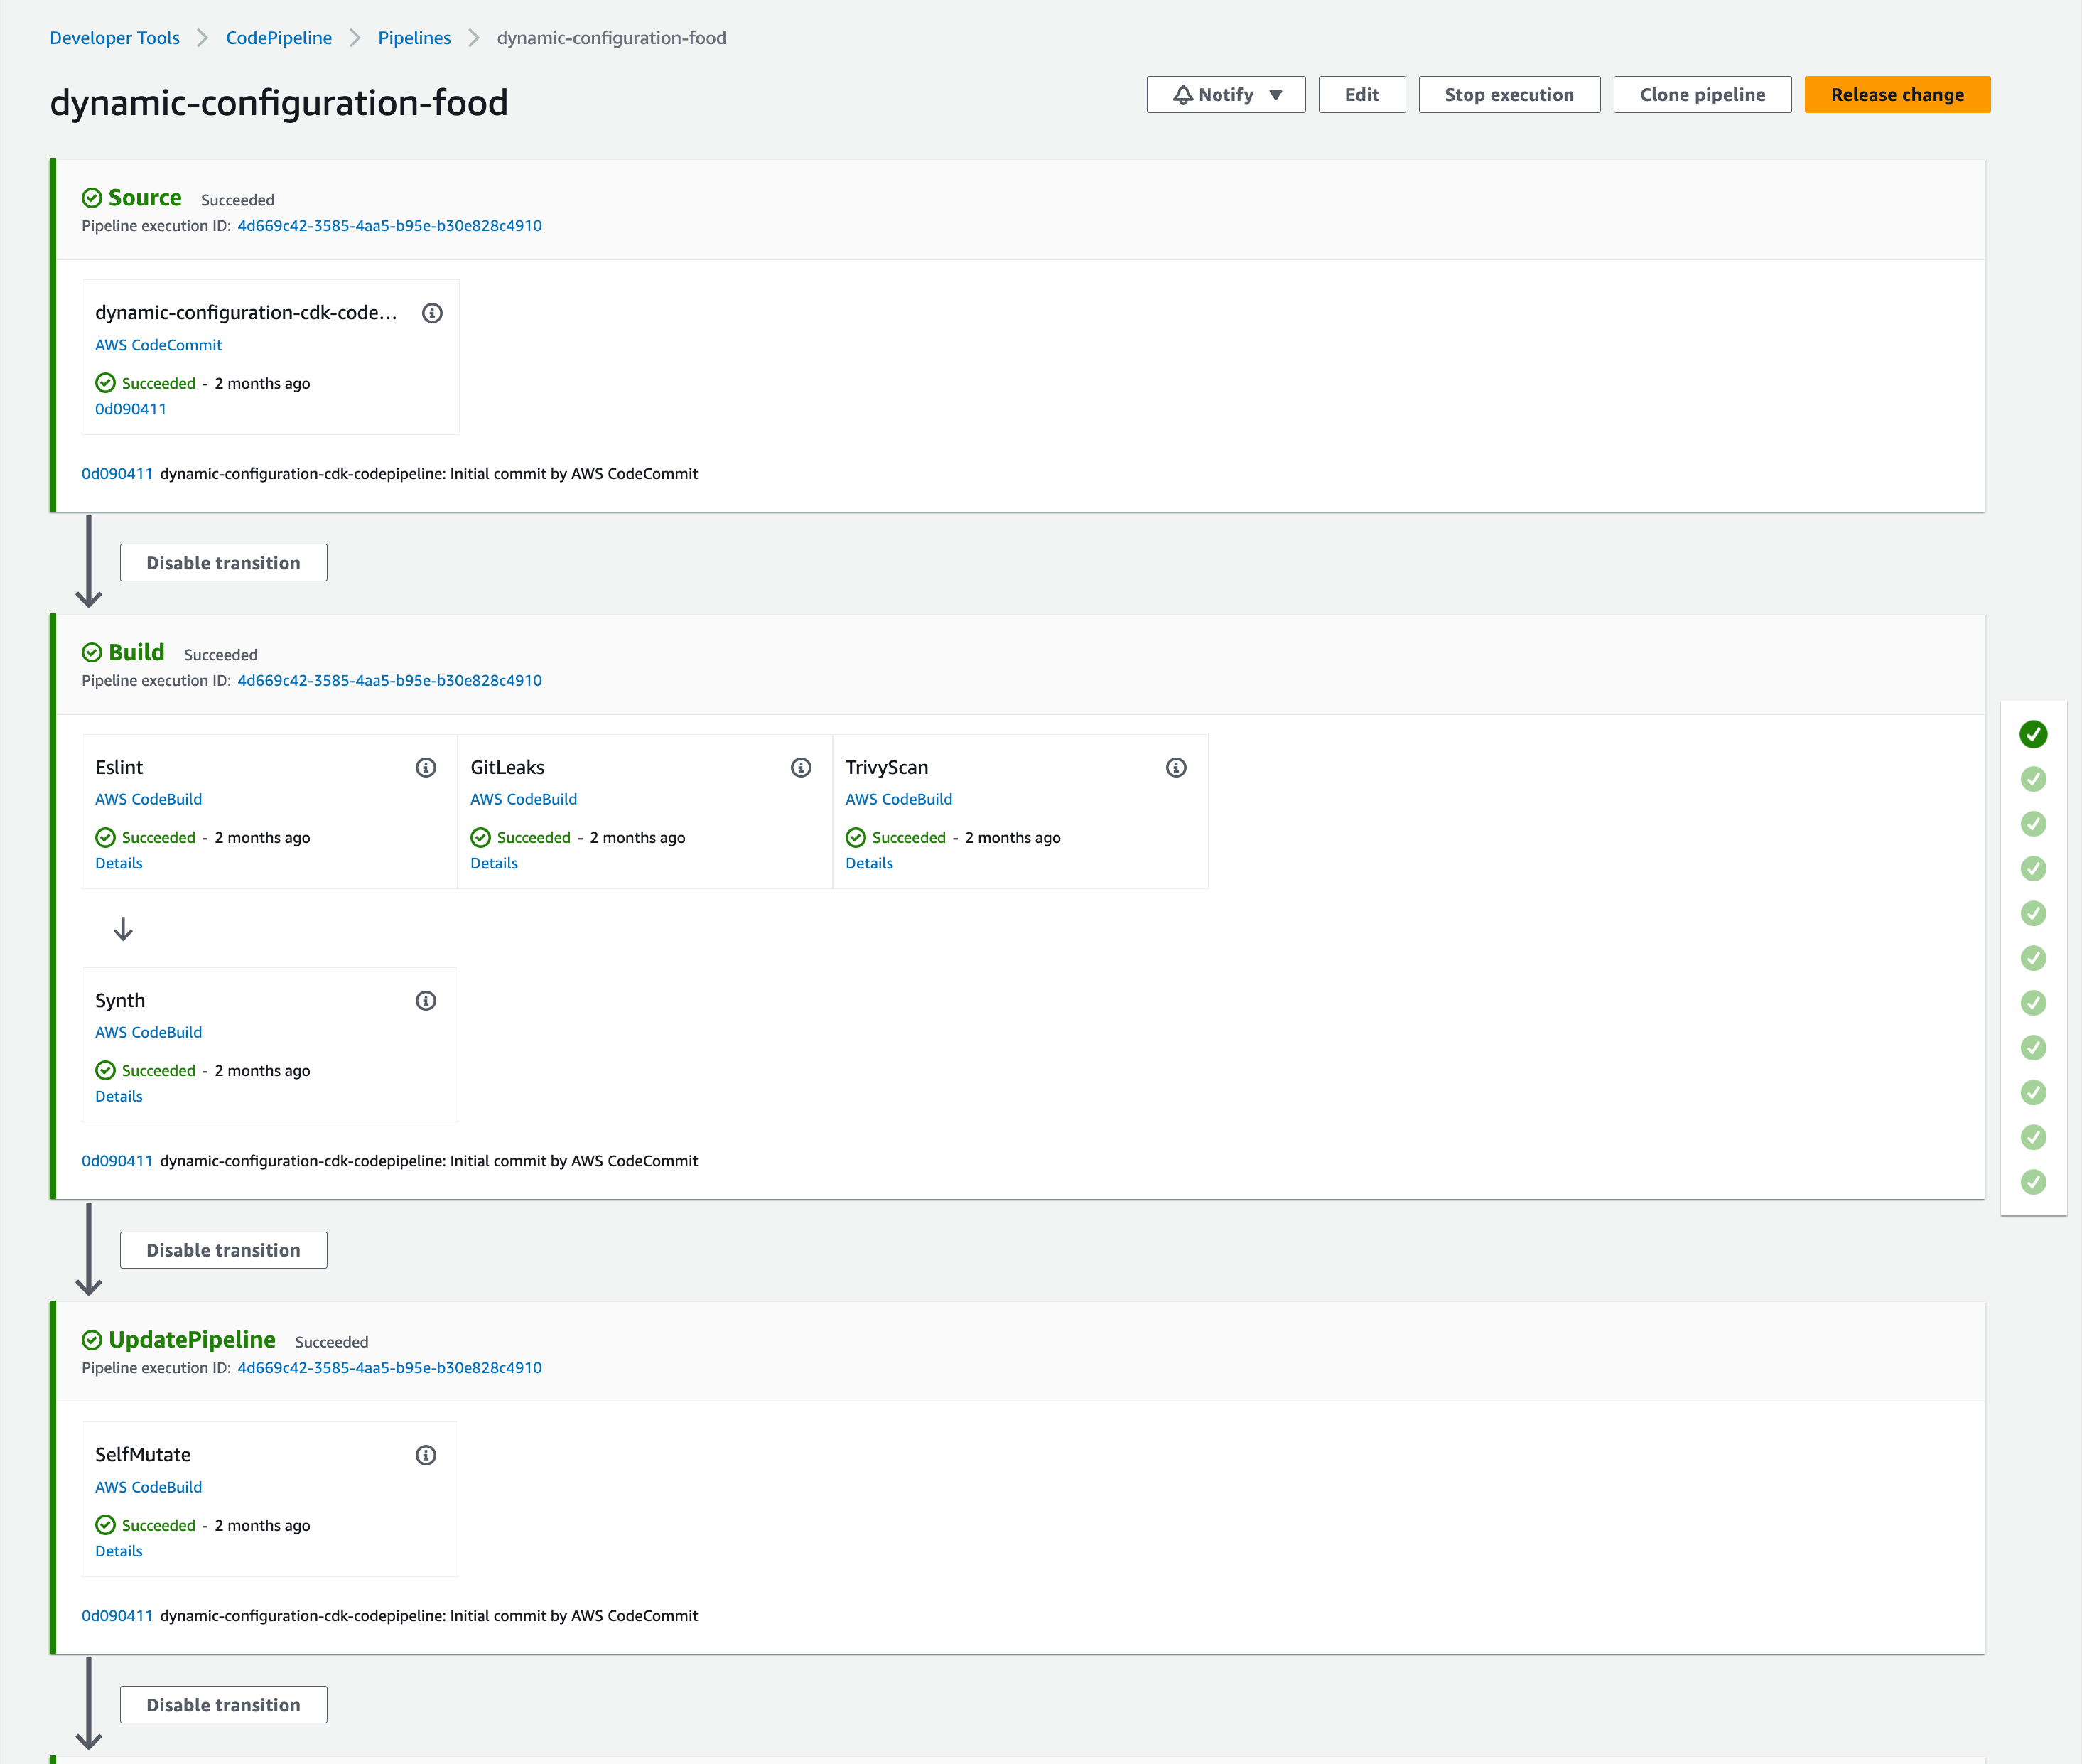 Developer Tools > CodePipeline > Pipelines > dynamic-configuration-food
dynamic-configuration-food
Notify
Edit
Stop execution
Clone pipeline
Release change
Source Succeeded
Pipeline execution ID: 4d669c42-3585-4aa5-b95e-b30e828c4910
dynamic-configuration-cdk-code...
AWS CodeCommit
Succeeded - 2 months ago
0d090411
0d090411 dynamic-configuration-cdk-codepipeline: Initial commit by AWS CodeCommit
Disable transition
Build Succeeded
Pipeline execution ID: 4d669c42-3585-4aa5-b95e-b30e828c4910
Eslint
AWS CodeBuild
Succeeded - 2 months ago
Details
GitLeaks
AWS CodeBuild
Succeeded - 2 months ago
Details
TrivyScan
AWS CodeBuild
Succeeded - 2 months ago
Details
Synth
AWS CodeBuild
Succeeded - 2 months ago
Details
0d090411 dynamic-configuration-cdk-codepipeline: Initial commit by AWS CodeCommit
Disable transition
UpdatePipeline Succeeded
Pipeline execution ID: 4d669c42-3585-4aa5-b95e-b30e828c4910
SelfMutate
AWS CodeBuild
Succeeded - 2 months ago
Details
0d090411 dynamic-configuration-cdk-codepipeline: Initial commit by AWS CodeCommit
Disable transition